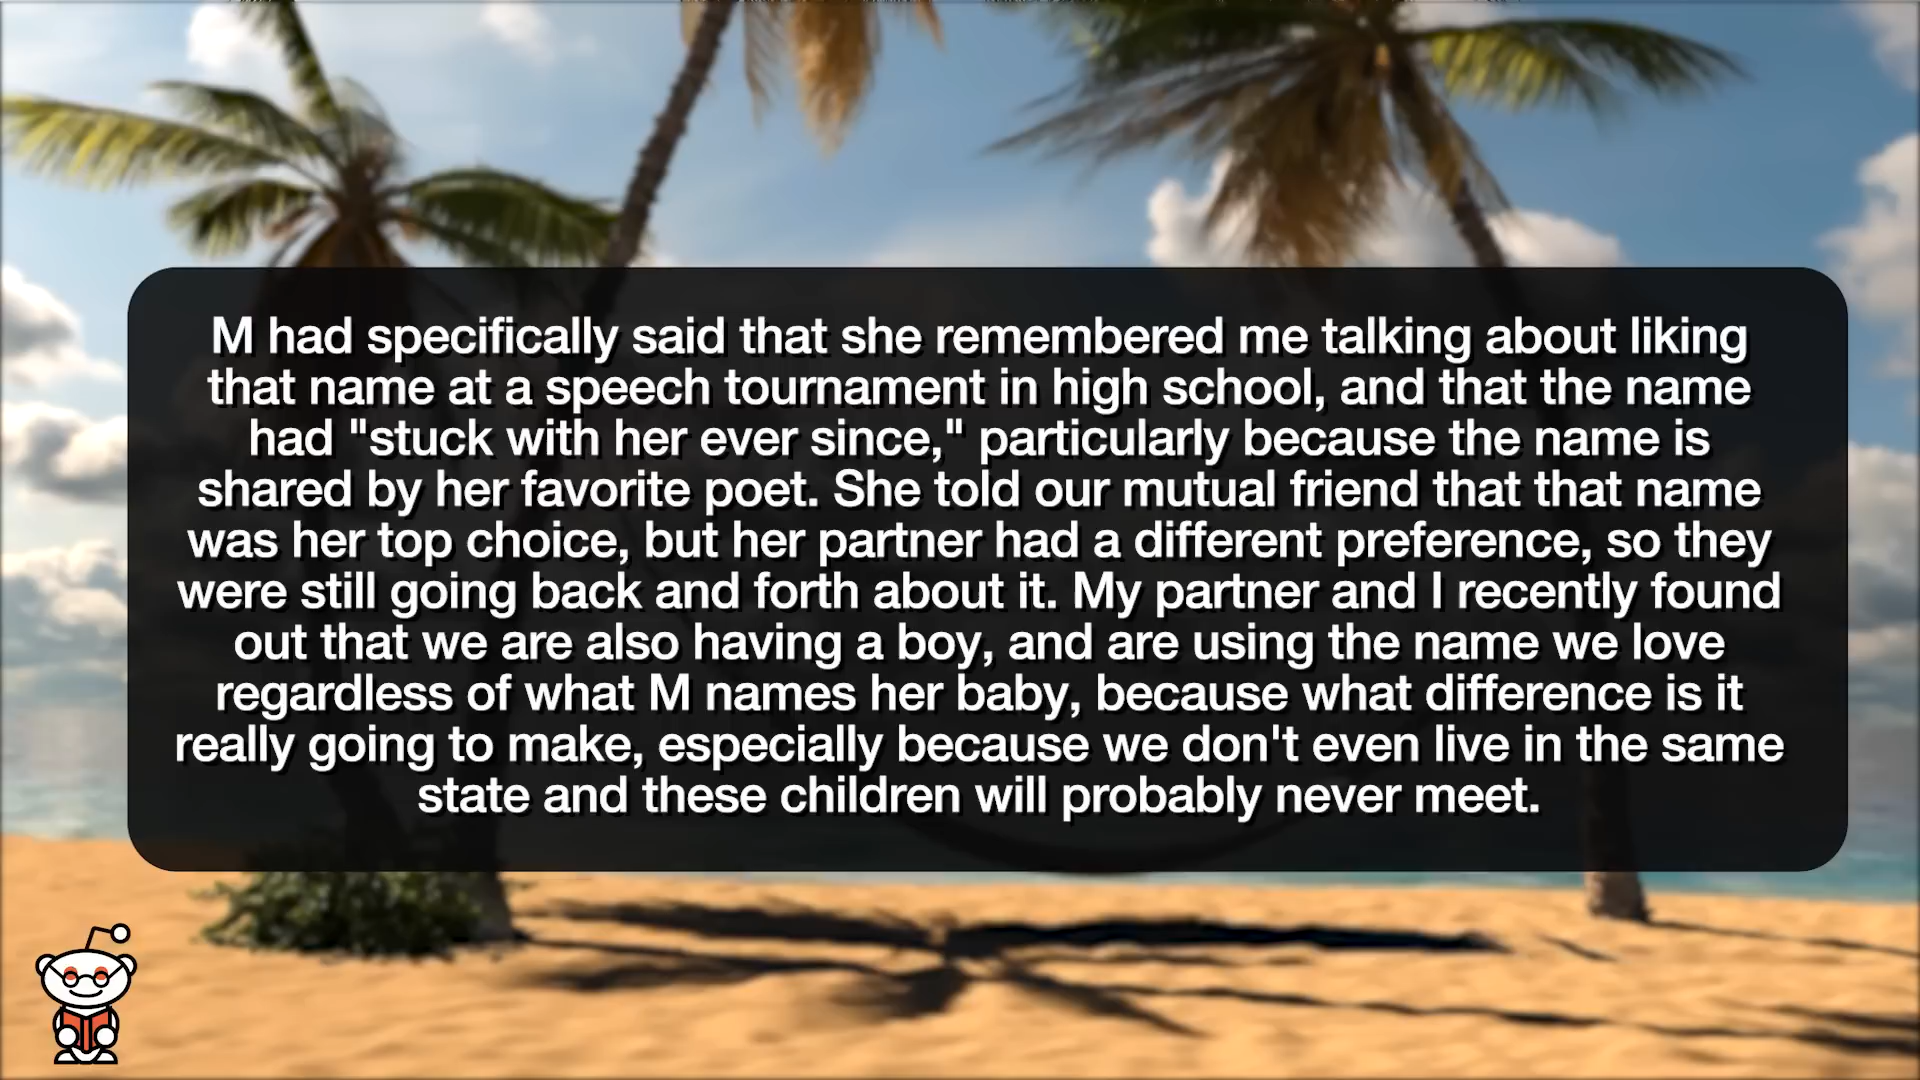 M had specifically said that she remembered me talking about liking
that name at a speech tournament in high school, and that the name
had "stuck with her ever since," particularly because the name is
shared by her favorite poet. She told our mutual friend that that name
was her top choice, but her partner had a different preference, so they
were still going back and forth about it. My partner and I recently found
out that we are also having a boy, and are using the name we love
regardless of what M names her baby, because what difference is it
really going to make, especially because we don't even live in the same
state and these children will probably never meet.